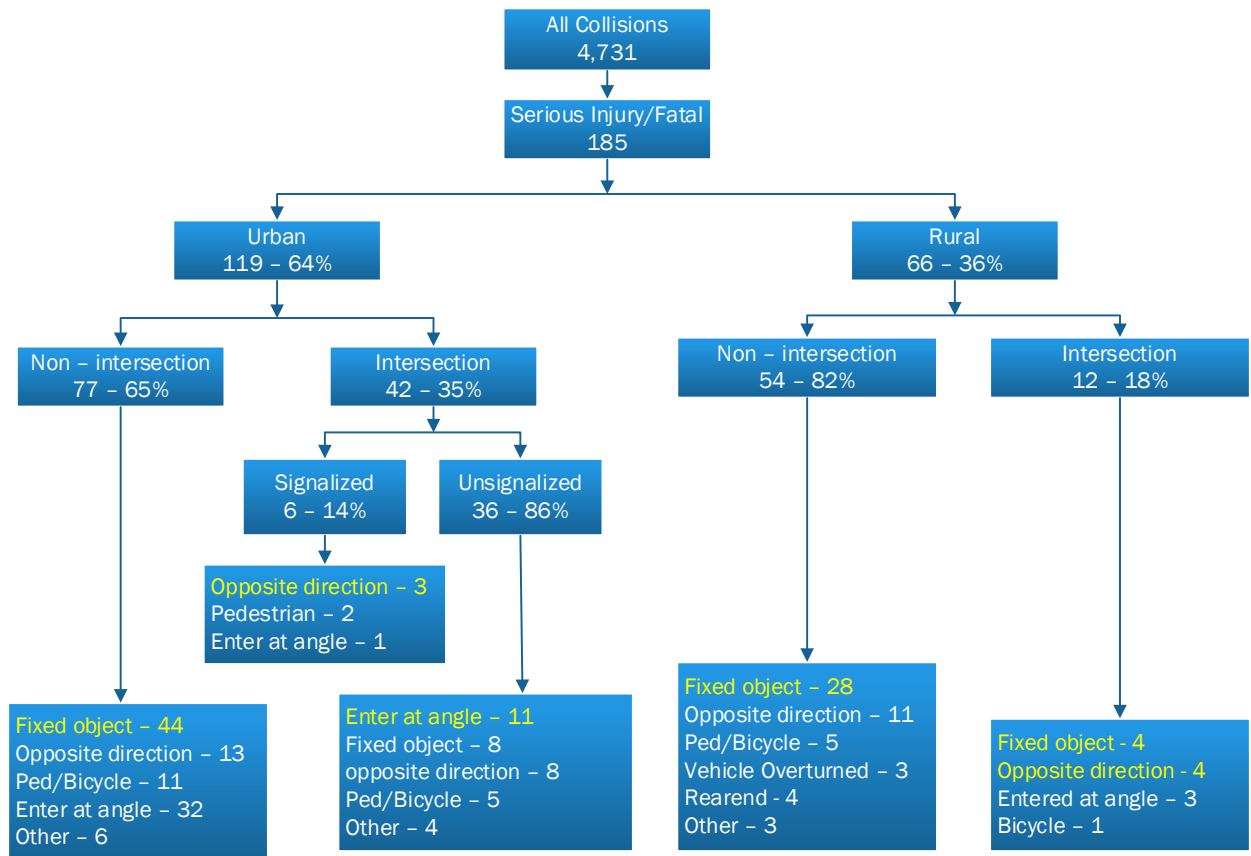 All Collisions
4,731
Serious Injury/Fatal
185
Urban
119 – 64%
Rural
66 – 36%
Non – intersection
77 – 65%
Intersection
42 – 35%
Non – intersection
54 – 82%
Intersection
12 – 18%
Signalized
6 – 14%
Unsignalized
36 – 86%
Opposite direction – 3
Pedestrian – 2
Enter at angle – 1
Fixed object – 44
Opposite direction – 13
Ped/Bicycle – 11
Enter at angle – 32
Other – 6
Enter at angle – 11
Fixed object – 8
opposite direction – 8
Ped/Bicycle – 5
Other – 4
Fixed object – 28
Opposite direction – 11
Ped/Bicycle – 5
Vehicle Overturned – 3
Rearend - 4
Other – 3
Fixed object - 4
Opposite direction - 4
Entered at angle – 3
Bicycle – 1